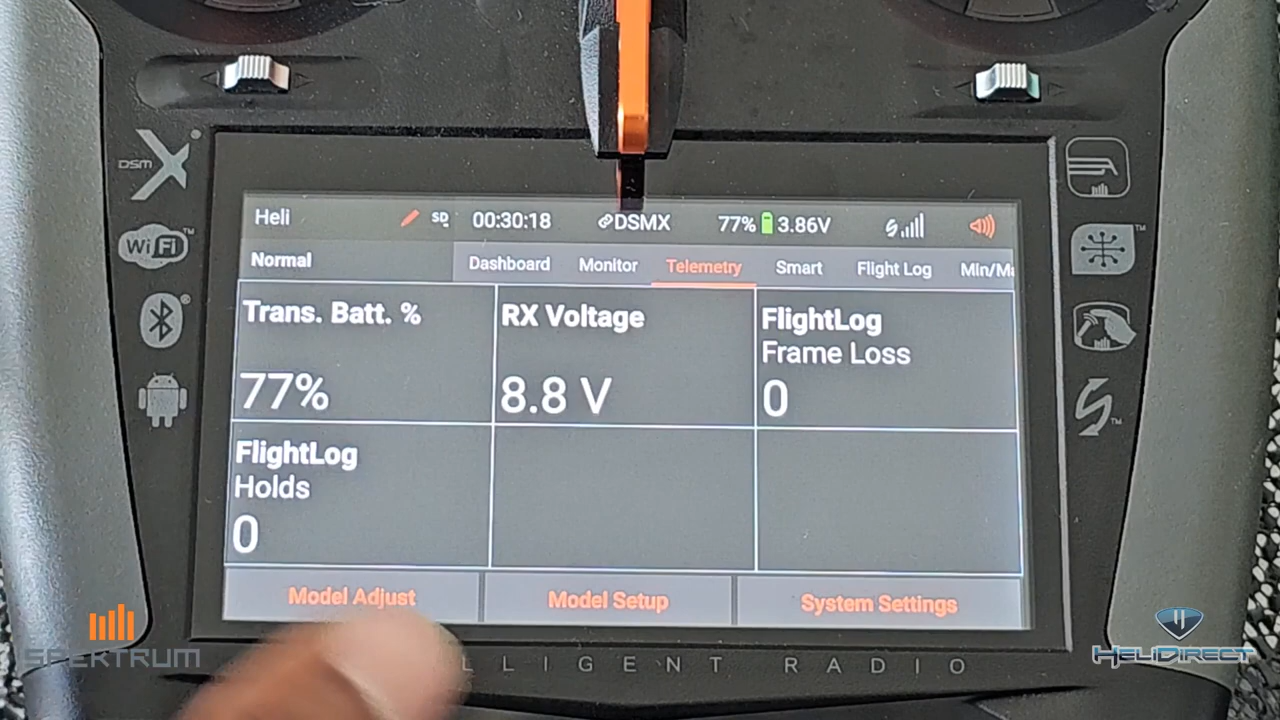 DSM X
WiFi
Heli SD 00:30:18 DSMX 77% 3.86V
Normal Dashboard Monitor Telemetry Smart Flight Log
Trans. Batt. %
77%
RX Voltage
8.8 V
FlightLog
Frame Loss
0
FlightLog
Holds
0
Model Adjust Model Setup System Settings
LLIGENT RADIO
SPEKTRUM
HELIDIRECT